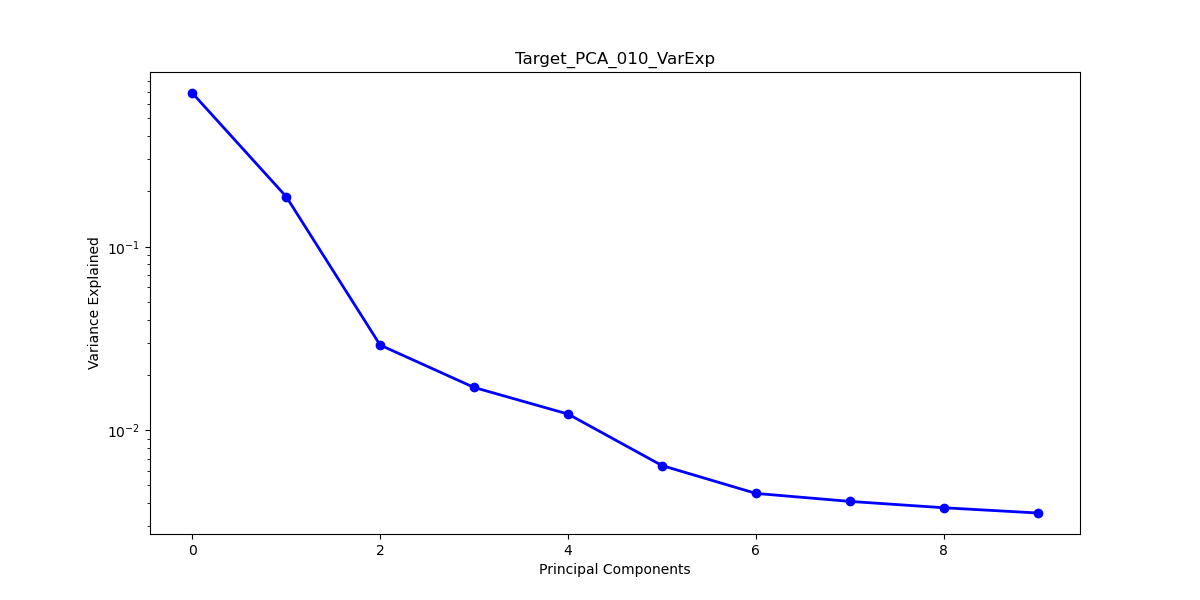 Target_PCA_010_VarExp
Variance Explained
10⁻¹
10⁻²
0 2 4 6 8
Principal Components